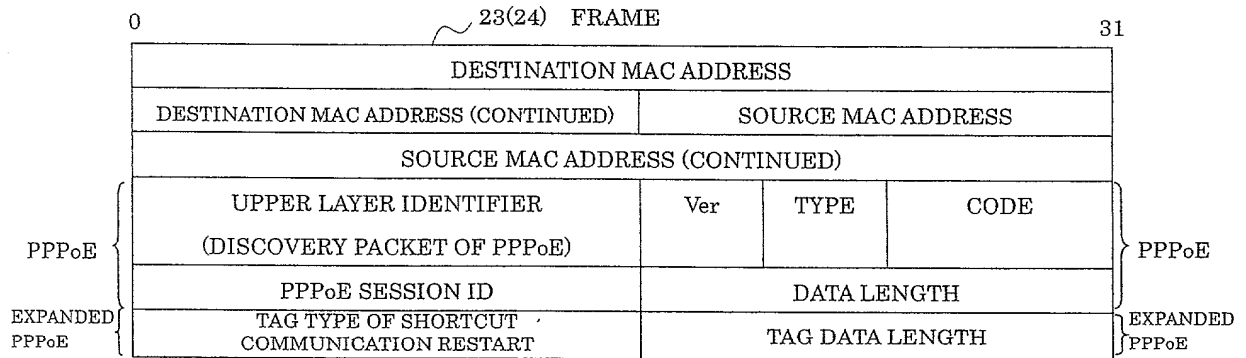 0 23(24) FRAME 31
DESTINATION MAC ADDRESS
DESTINATION MAC ADDRESS (CONTINUED) SOURCE MAC ADDRESS
SOURCE MAC ADDRESS (CONTINUED)
UPPER LAYER IDENTIFIER Ver TYPE CODE
(DISCOVERY PACKET OF PPPoE)
PPPoE PPPoE
PPPoE SESSION ID DATA LENGTH
EXPANDED PPPoE TAG TYPE OF SHORTCUT COMMUNICATION RESTART TAG DATA LENGTH EXPANDED PPPoE